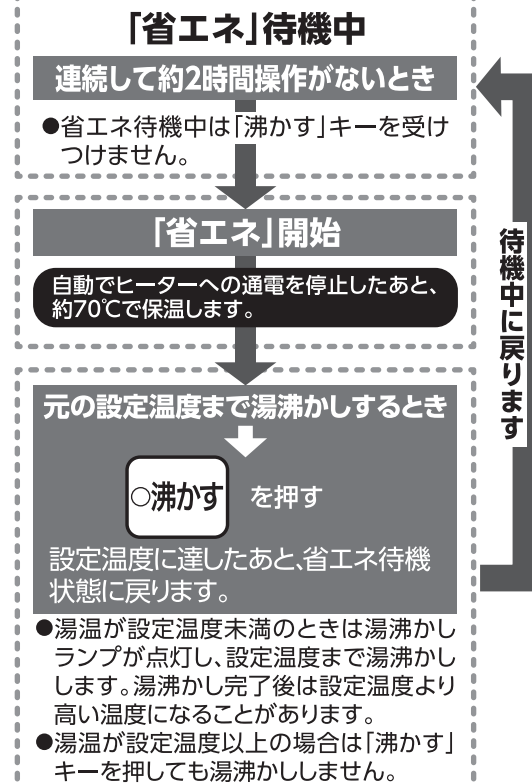 「省エネ」待機中
連続して約2時間操作がないとき
●省エネ待機中は「沸かす」キーを受け
つけません。
「省エネ」開始
自動でヒーターへの通電を停止したあと、
約70℃で保温します。
元の設定温度まで湯沸かしするとき
○沸かす を押す
設定温度に達したあと、省エネ待機
状態に戻ります。
●湯温が設定温度未満のときは湯沸かし
ランプが点灯し、設定温度まで湯沸かし
します。湯沸かし完了後は設定温度より
高い温度になることがあります。
●湯温が設定温度以上の場合は「沸かす」
キーを押しても湯沸かししません。
待機中に戻ります